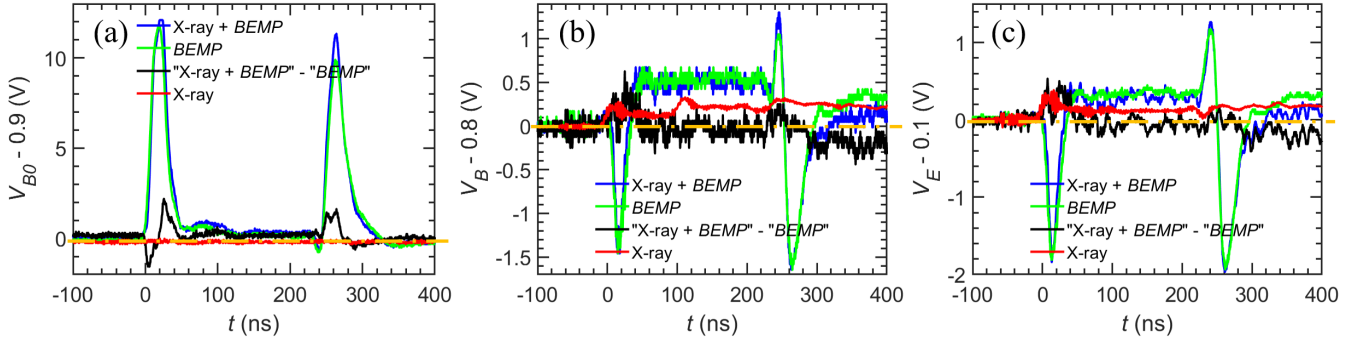 (a)
X-ray + BEMP
BEMP
"X-ray + BEMP" - "BEMP"
X-ray
10
5
0
V_B0 - 0.9 (V)
-100 0 100 200 300 400
t (ns)
(b)
1
0.5
0
-0.5
-1
-1.5
V_B - 0.8 (V)
X-ray + BEMP
BEMP
"X-ray + BEMP" - "BEMP"
X-ray
-100 0 100 200 300 400
t (ns)
(c)
1
0
-1
-2
V_E - 0.1 (V)
X-ray + BEMP
BEMP
"X-ray + BEMP" - "BEMP"
X-ray
-100 0 100 200 300 400
t (ns)